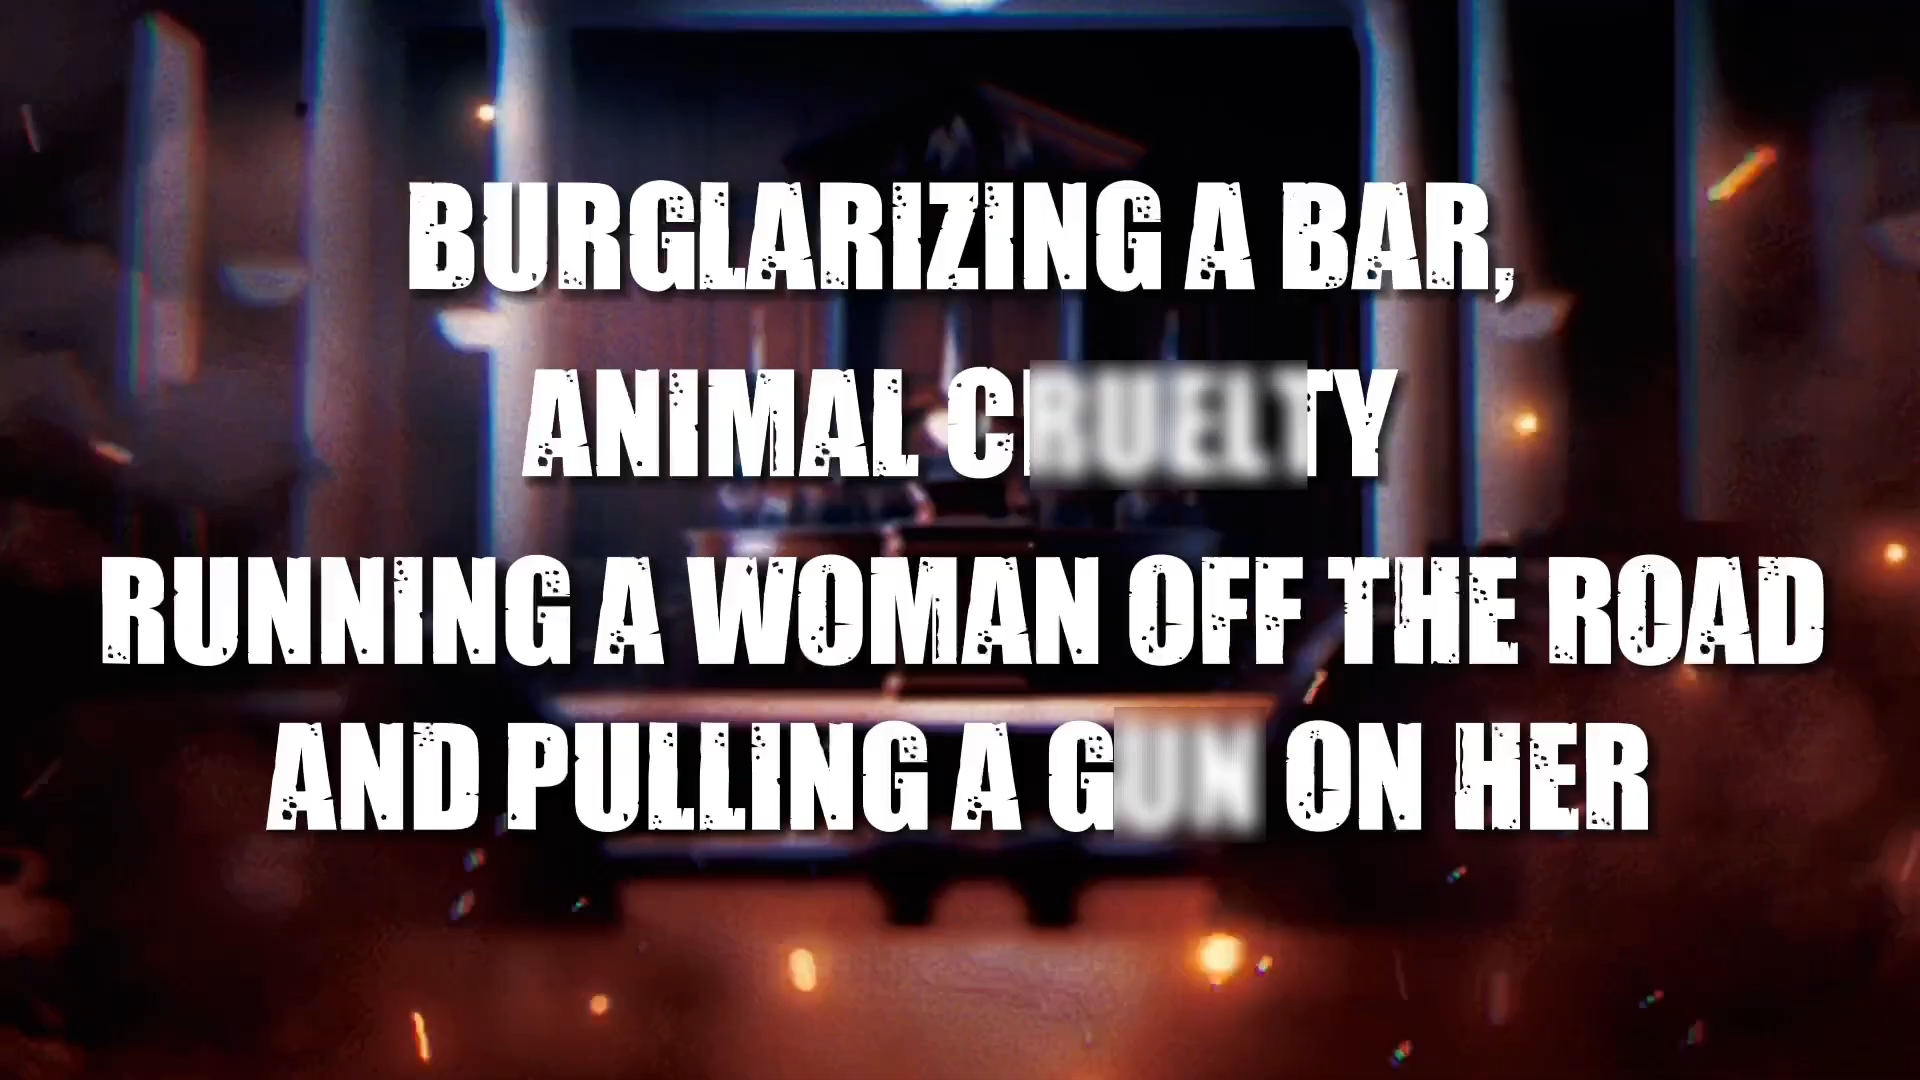 BURGLARIZING A BAR,
ANIMAL CRUELTY
RUNNING A WOMAN OFF THE ROAD
AND PULLING A GUN ON HER